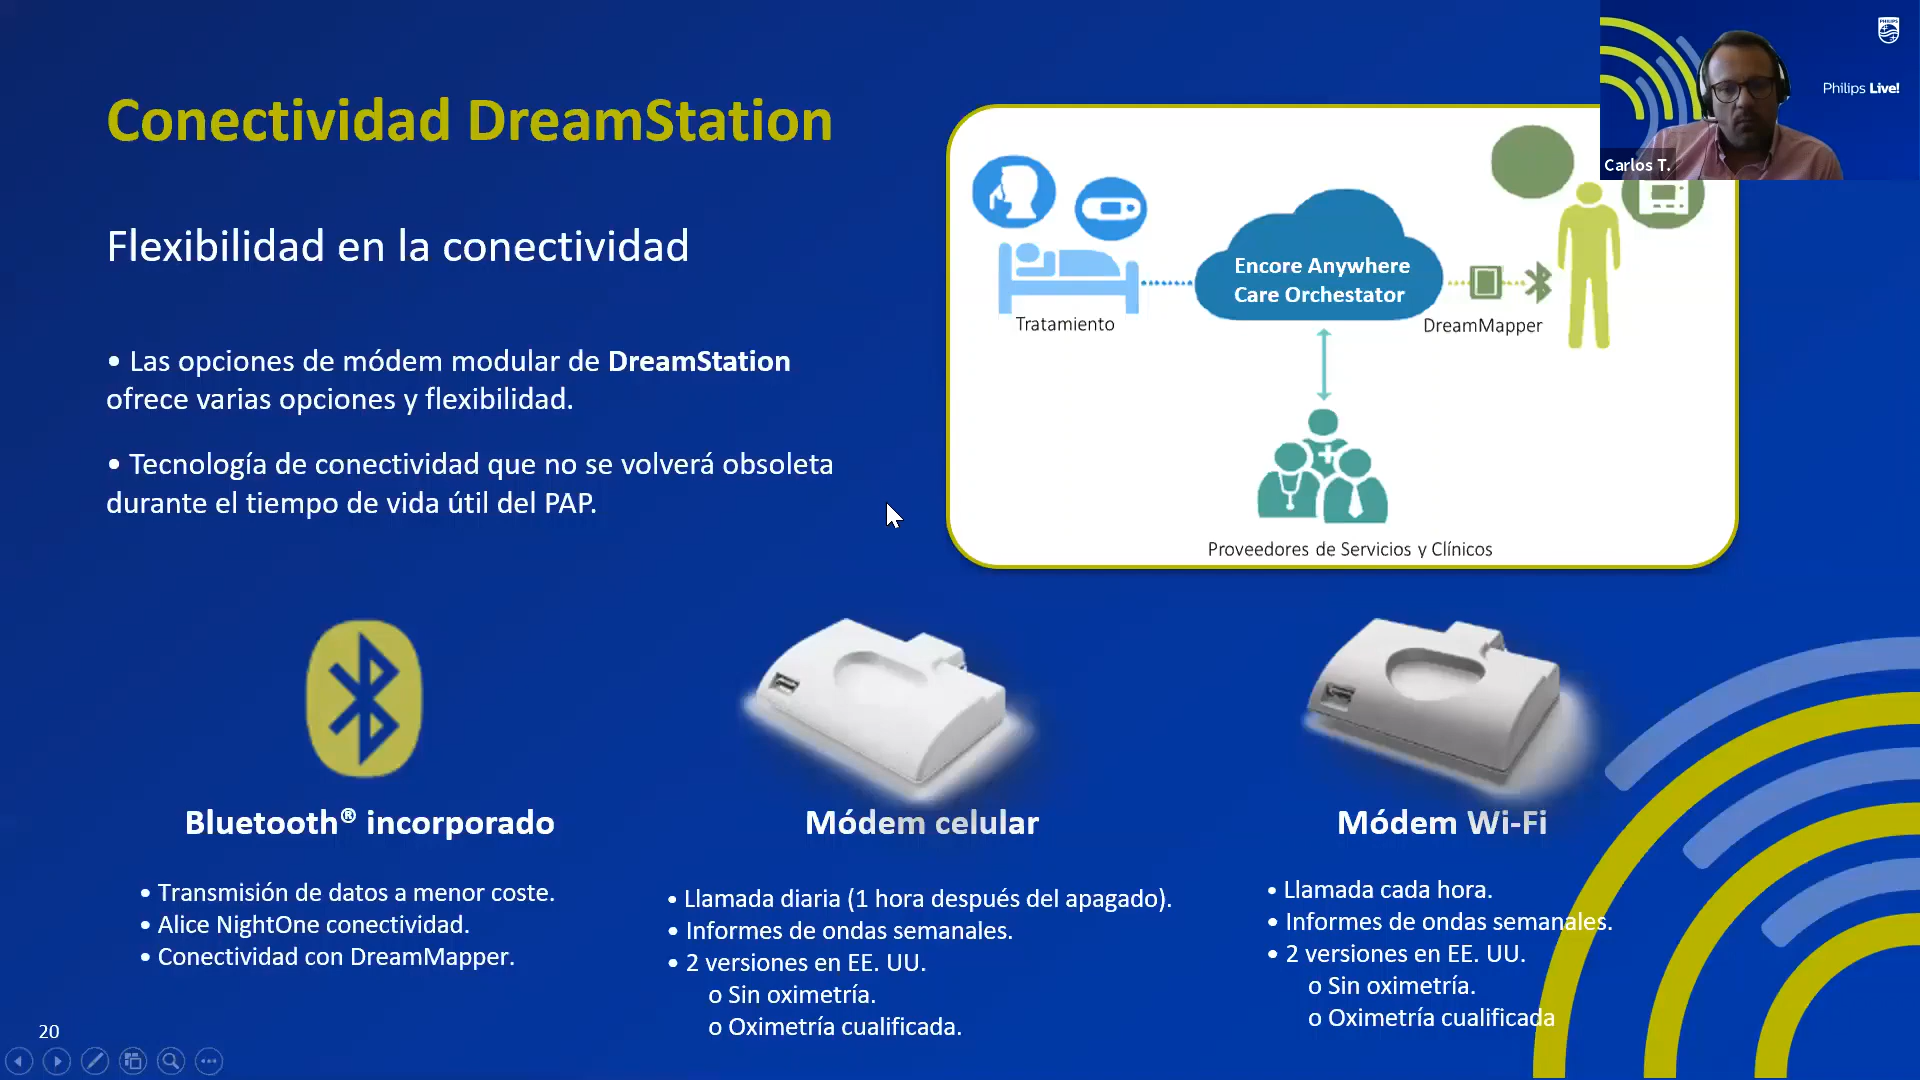 Conectividad DreamStation
Flexibilidad en la conectividad
• Las opciones de módem modular de DreamStation
ofrece varias opciones y flexibilidad.
• Tecnología de conectividad que no se volverá obsoleta
durante el tiempo de vida útil del PAP.
Encore Anywhere
Care Orchestator
Tratamiento
DreamMapper
Proveedores de Servicios y Clínicos
PHILIPS
Philips Live!
Carlos T.
Bluetooth® incorporado
• Transmisión de datos a menor coste.
• Alice NightOne conectividad.
• Conectividad con DreamMapper.
Módem celular
• Llamada diaria (1 hora después del apagado).
• Informes de ondas semanales.
• 2 versiones en EE. UU.
o Sin oximetría.
o Oximetría cualificada.
Módem Wi-Fi
• Llamada cada hora.
• Informes de ondas semanales.
• 2 versiones en EE. UU.
o Sin oximetría.
o Oximetría cualificada
20